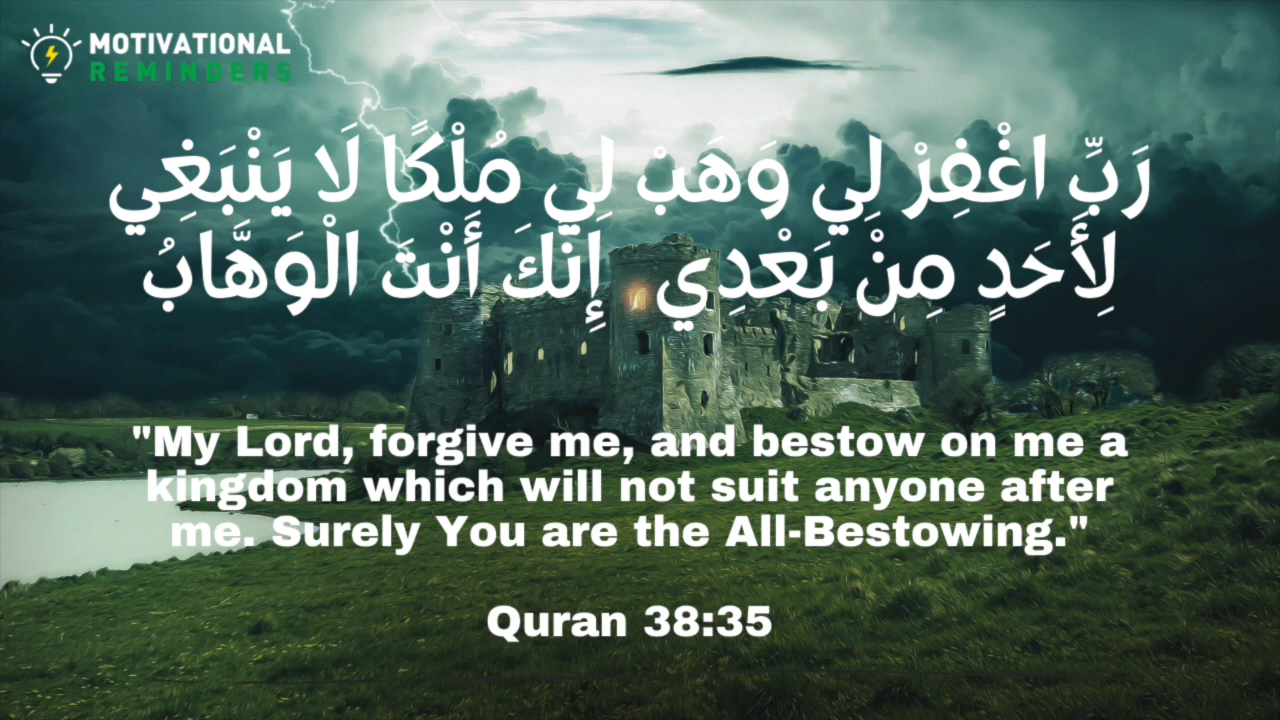 MOTIVATIONAL
REMINDERS
رَبِّ اغْفِرْ لِي وَهَبْ لِي مُلْكًا لَا يَنْبَغِي
لِأَحَدٍ مِنْ بَعْدِي إِنَّكَ أَنْتَ الْوَهَّابُ
"My Lord, forgive me, and bestow on me a
kingdom which will not suit anyone after
me. Surely You are the All-Bestowing."
Quran 38:35